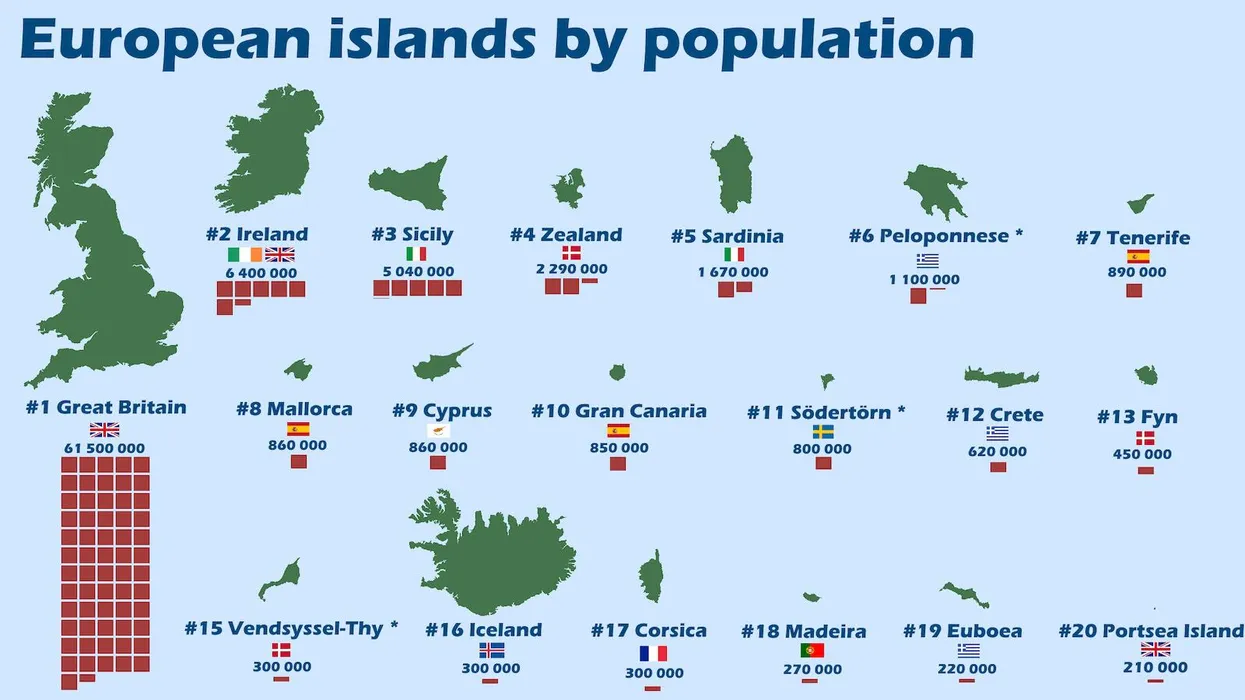 European islands by population
#2 Ireland
6 400 000
#3 Sicily
5 040 000
#4 Zealand
2 290 000
#5 Sardinia
1 670 000
#6 Peloponnese *
1 100 000
#7 Tenerife
890 000
#1 Great Britain
61 500 000
#8 Mallorca
860 000
#9 Cyprus
860 000
#10 Gran Canaria
850 000
#11 Södertörn *
800 000
#12 Crete
620 000
#13 Fyn
450 000
#15 Vendsyssel-Thy *
300 000
#16 Iceland
300 000
#17 Corsica
300 000
#18 Madeira
270 000
#19 Euboea
220 000
#20 Portsea Island
210 000